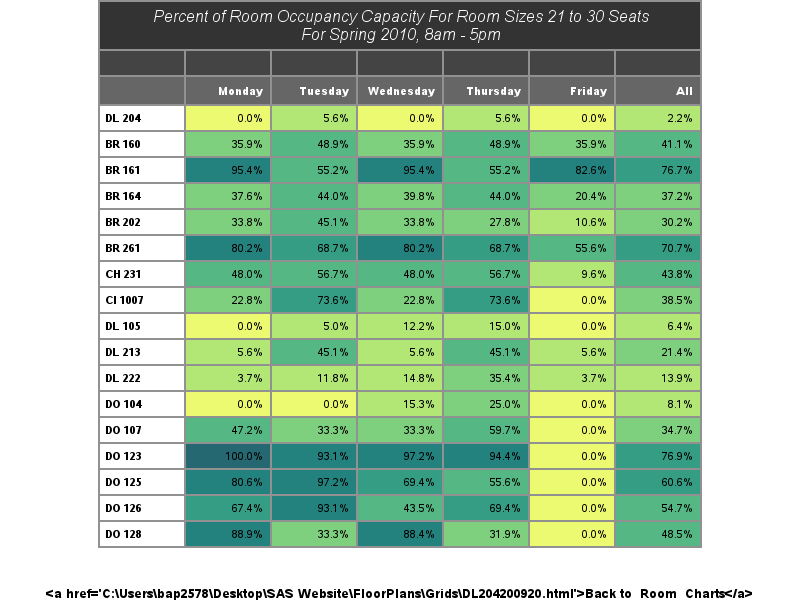 Percent of Room Occupancy Capacity For Room Sizes 21 to 30 Seats
For Spring 2010, 8am - 5pm
Monday Tuesday Wednesday Thursday Friday All
DL 204 0.0% 5.6% 0.0% 5.6% 0.0% 2.2%
BR 160 35.9% 48.9% 35.9% 48.9% 35.9% 41.1%
BR 161 95.4% 55.2% 95.4% 55.2% 82.6% 76.7%
BR 164 37.6% 44.0% 39.8% 44.0% 20.4% 37.2%
BR 202 33.8% 45.1% 33.8% 27.8% 10.6% 30.2%
BR 261 80.2% 68.7% 80.2% 68.7% 55.6% 70.7%
CH 231 48.0% 56.7% 48.0% 56.7% 9.6% 43.8%
CI 1007 22.8% 73.6% 22.8% 73.6% 0.0% 38.5%
DL 105 0.0% 5.0% 12.2% 15.0% 0.0% 6.4%
DL 213 5.6% 45.1% 5.6% 45.1% 5.6% 21.4%
DL 222 3.7% 11.8% 14.8% 35.4% 3.7% 13.9%
DO 104 0.0% 0.0% 15.3% 25.0% 0.0% 8.1%
DO 107 47.2% 33.3% 33.3% 59.7% 0.0% 34.7%
DO 123 100.0% 93.1% 97.2% 94.4% 0.0% 76.9%
DO 125 80.6% 97.2% 69.4% 55.6% 0.0% 60.6%
DO 126 67.4% 93.1% 43.5% 69.4% 0.0% 54.7%
DO 128 88.9% 33.3% 88.4% 31.9% 0.0% 48.5%
<a href='C:\Users\bap2578\Desktop\SAS Website\FloorPlans\Grids\DL204200920.html'>Back to Room Charts</a>